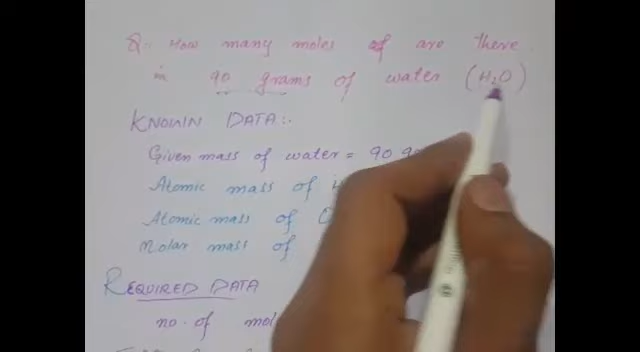 Q:- How many moles of are there
in 90 grams of water (H2O)
KNOWN DATA:-
Given mass of water = 90
Atomic mass of
Atomic mass of
Molar mass of
REQUIRED DATA
no. of